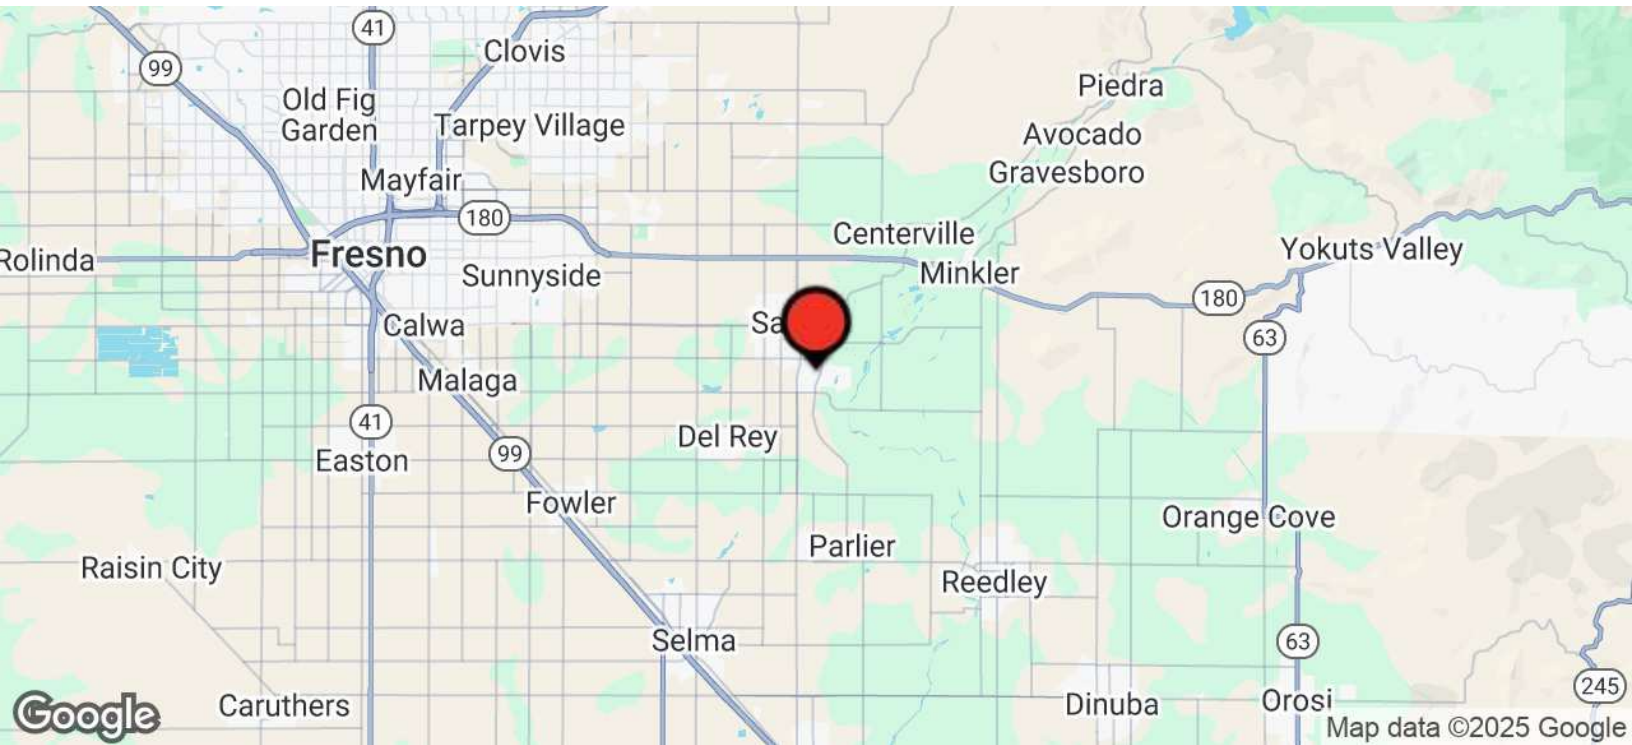 41
Clovis
99
Piedra
Old Fig
Garden
Tarpey Village
Avocado
Gravesboro
Mayfair
180
Centerville
Yokuts Valley
Rolinda
Fresno
Sunnyside
Minkler
180
Sa
Calwa
63
Malaga
41
Del Rey
Easton
99
Fowler
Orange Cove
Parlier
Raisin City
Reedley
Selma
63
245
Google
Caruthers
Dinuba
Orosi
Map data ©2025 Google